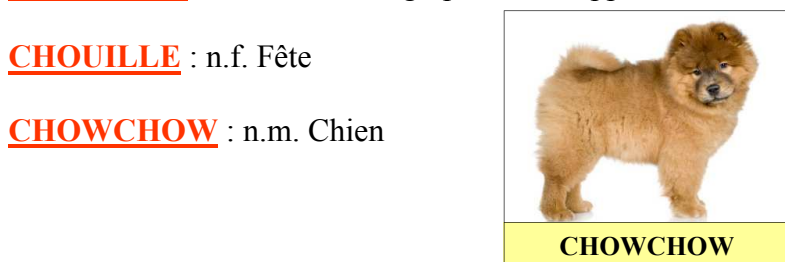 CHOUILLE : n.f. Fête
CHOWCHOW : n.m. Chien
CHOWCHOW